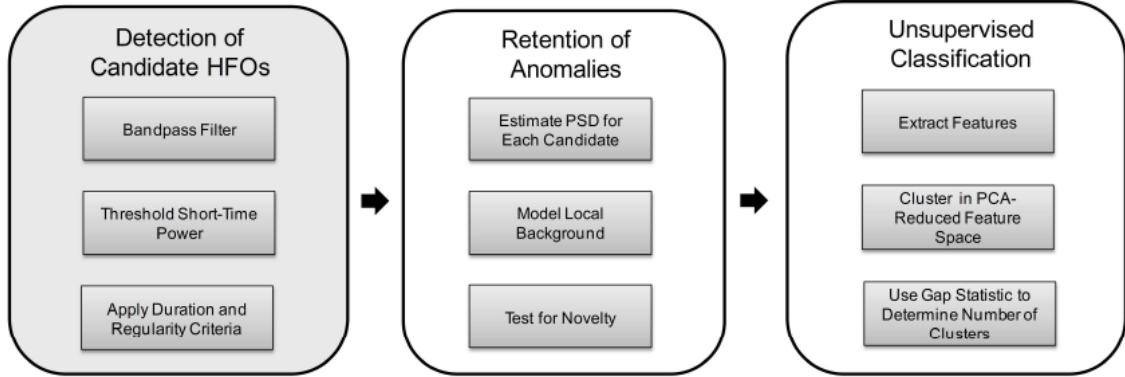 Detection of
Candidate HFOs
Bandpass Filter
Threshold Short-Time
Power
Apply Duration and
Regularity Criteria
Retention of
Anomalies
Estimate PSD for
Each Candidate
Model Local
Background
Test for Novelty
Unsupervised
Classification
Extract Features
Cluster in PCA-
Reduced Feature
Space
Use Gap Statistic to
Determine Number of
Clusters